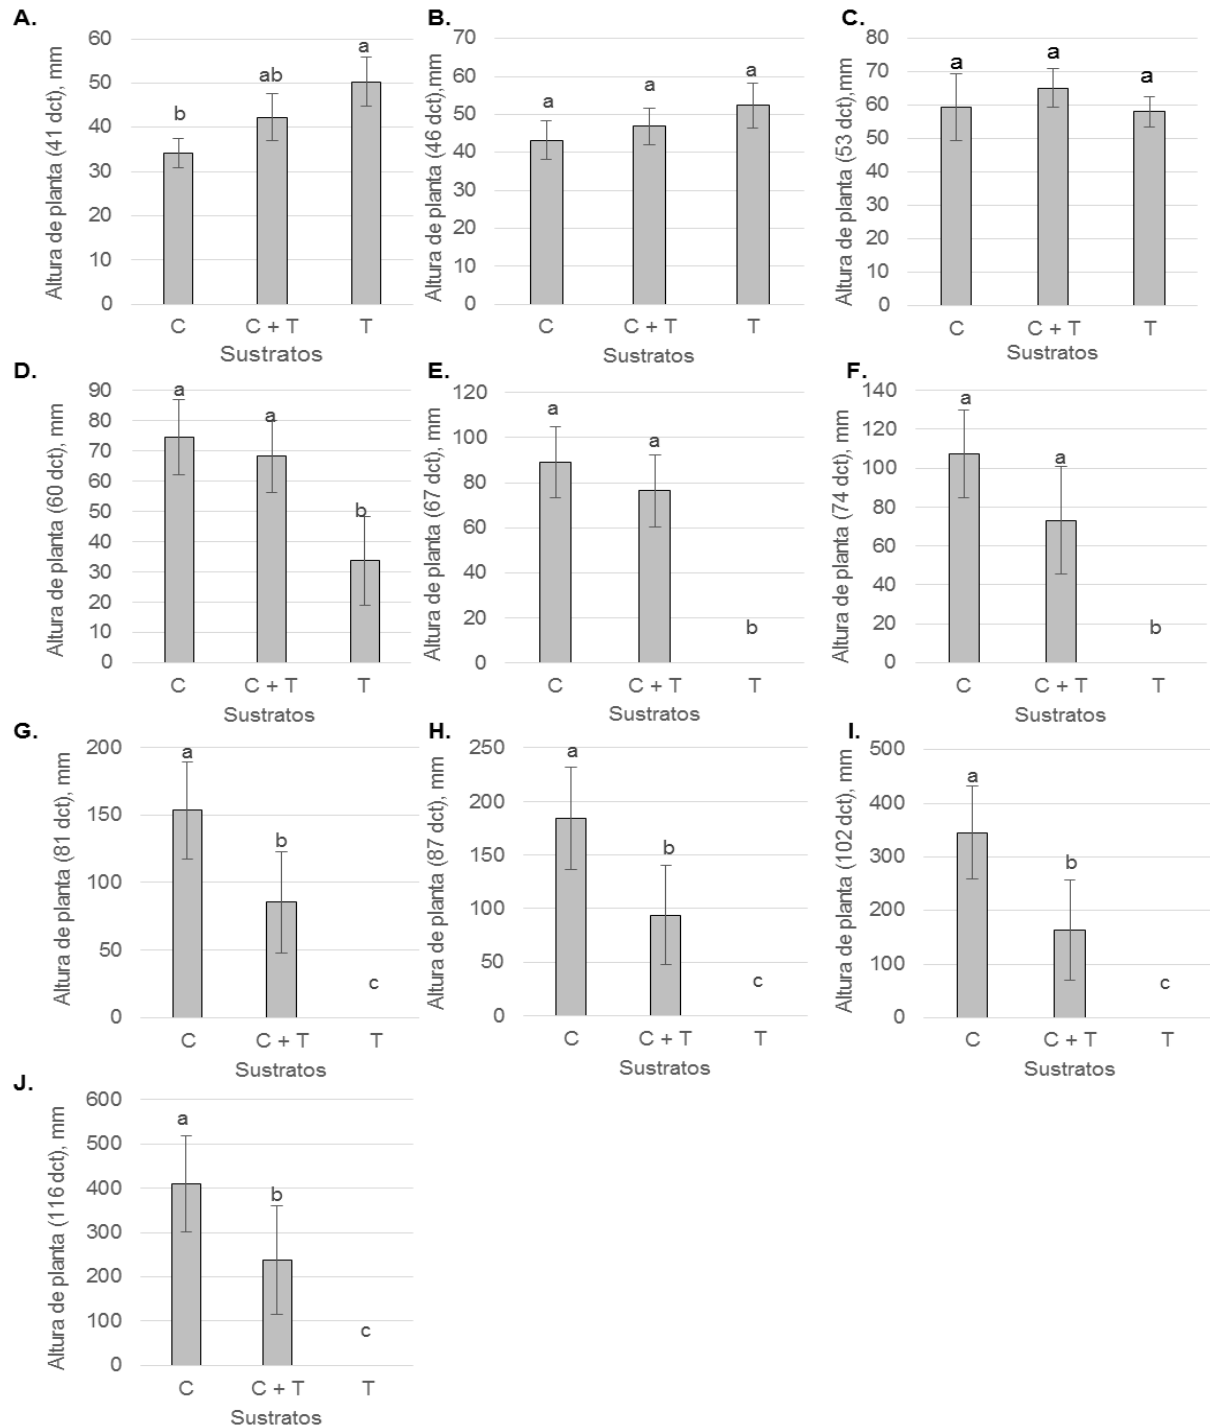 A.
Altura de planta (41 dct), mm
60
50
40
30
20
10
0
b
ab
a
C
C + T
T
Sustratos
B.
Altura de planta (46 dct),mm
70
60
50
40
30
20
10
0
a
a
a
C
C + T
T
Sustratos
C.
Altura de planta (53 dct),mm
80
70
60
50
40
30
20
10
0
a
a
a
C
C + T
T
Sustratos
D.
Altura de planta (60 dct), mm
90
80
70
60
50
40
30
20
10
0
a
a
b
C
C + T
T
Sustratos
E.
Altura de planta (67 dct), mm
120
100
80
60
40
20
0
a
a
b
C
C + T
T
Sustratos
F.
Altura de planta (74 dct), mm
140
120
100
80
60
40
20
0
a
a
b
C
C + T
T
Sustratos
G.
Altura de planta (81 dct), mm
200
150
100
50
0
a
b
c
C
C + T
T
Sustratos
H.
Altura de planta (87 dct), mm
250
200
150
100
50
0
a
b
c
C
C + T
T
Sustratos
I.
Altura de planta (102 dct), mm
500
400
300
200
100
0
a
b
c
C
C + T
T
Sustratos
J.
Altura de planta (116 dct), mm
600
500
400
300
200
100
0
a
b
c
C
C + T
T
Sustratos